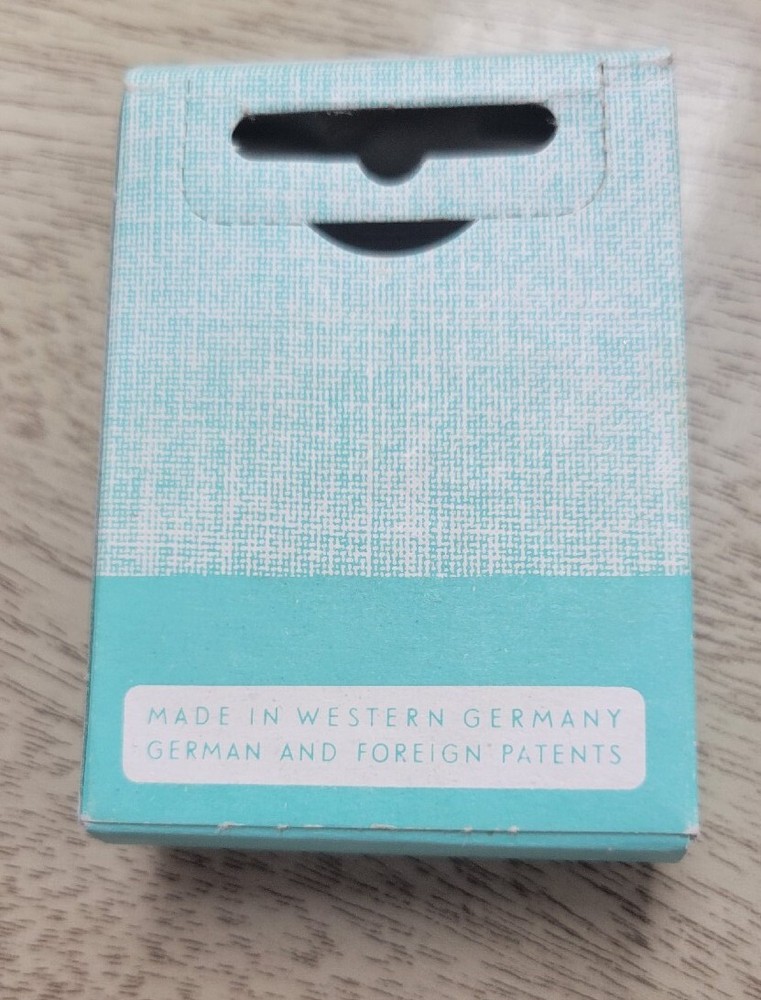 MADE IN WESTERN GERMANY
GERMAN AND FOREIGN PATENTS